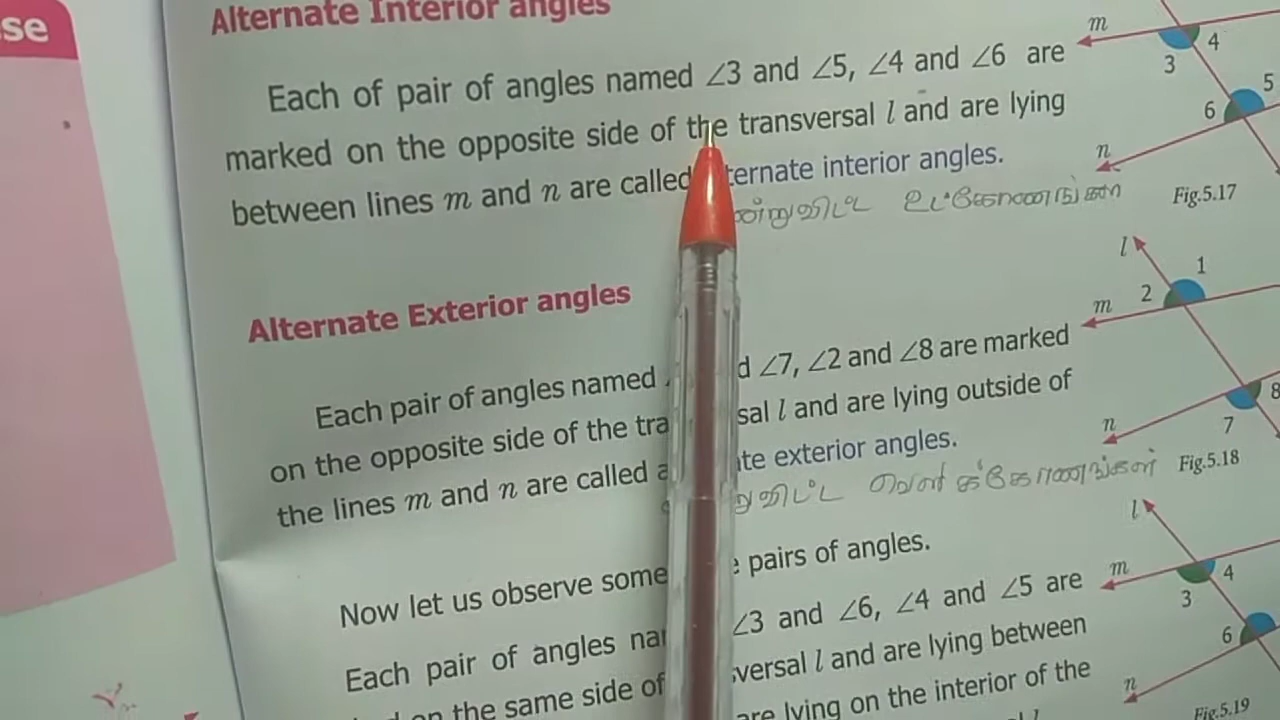 se
Alternate Interior angles
Each of pair of angles named ∠3 and ∠5, ∠4 and ∠6 are
marked on the opposite side of the transversal l and are lying
between lines m and n are called ternate interior angles.
ன்றுவிட்ட உட்கோணங்கள்
m
4
3
5
6
n
Fig.5.17
Alternate Exterior angles
Each pair of angles named d ∠7, ∠2 and ∠8 are marked
on the opposite side of the tra sal l and are lying outside of
the lines m and n are called a te exterior angles.
றுவிட்ட வெளிக்கோணங்கள்
l
1
2
m
n
8
7
Fig.5.18
Now let us observe some pairs of angles.
Each pair of angles na ∠3 and ∠6, ∠4 and ∠5 are
on the same side of versal l and are lying between
are lying on the interior of the
l
l
m
4
3
6
n
Fig.5.19